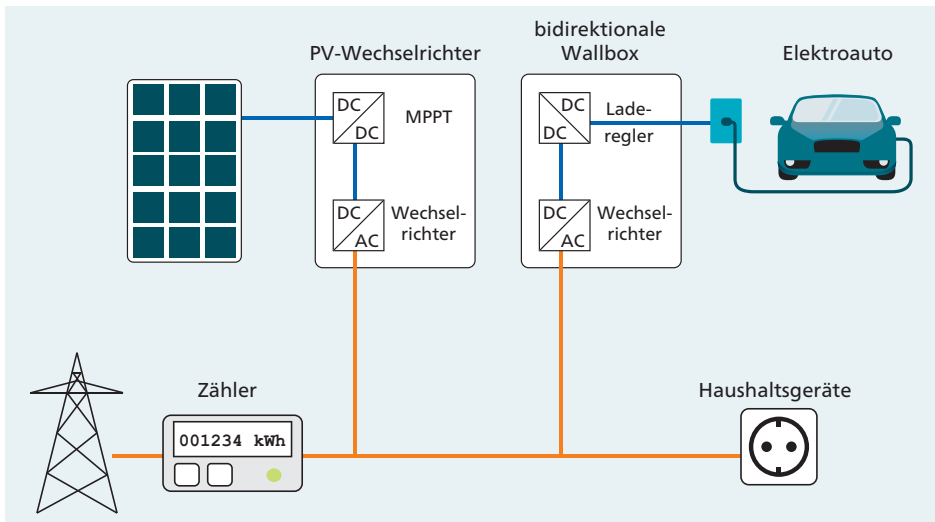 PV-Wechselrichter
bidirektionale
Wallbox
Elektroauto
DC
DC
MPPT
DC
AC
Wechsel-
richter
DC
DC
Lade-
regler
DC
AC
Wechsel-
richter
Zähler
001234 kWh
Haushaltsgeräte